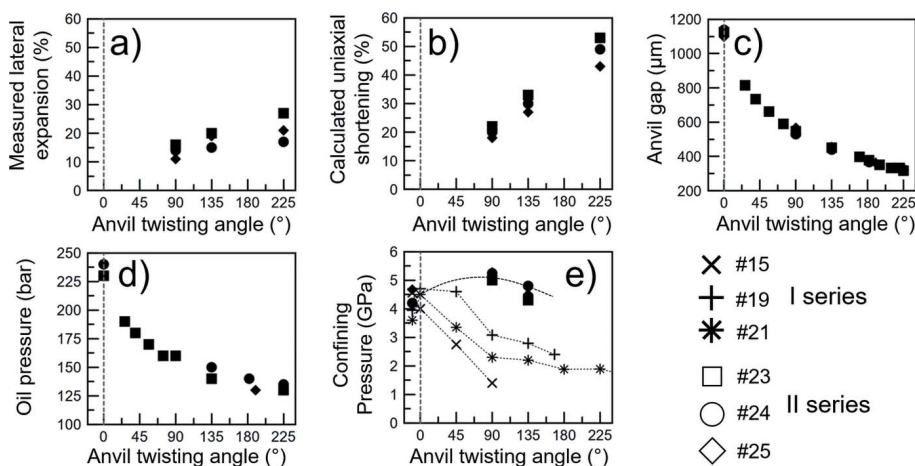 a)
Measured lateral
expansion (%)
60
50
40
30
20
10
0
0 45 90 135 180 225
Anvil twisting angle (°)
b)
Calculated uniaxial
shortening (%)
60
50
40
30
20
10
0
0 45 90 135 180 225
Anvil twisting angle (°)
c)
Anvil gap (µm)
1200
1000
800
600
400
200
0 45 90 135 180 225
Anvil twisting angle (°)
d)
Oil pressure (bar)
250
225
200
175
150
125
100
0 45 90 135 180 225
Anvil twisting angle (°)
e)
Confining
Pressure (GPa)
6
5
4
3
2
1
0
0 45 90 135 180 225
Anvil twisting angle (°)
#15
#19 I series
#21
#23
#24 II series
#25